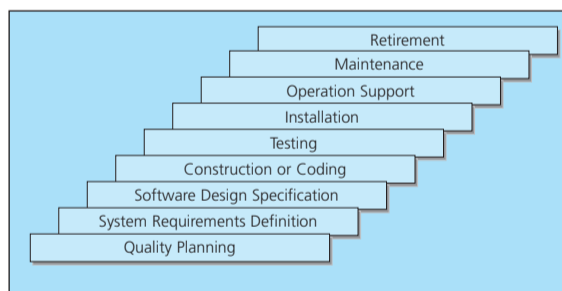 Retirement
Maintenance
Operation Support
Installation
Testing
Construction or Coding
Software Design Specification
System Requirements Definition
Quality Planning